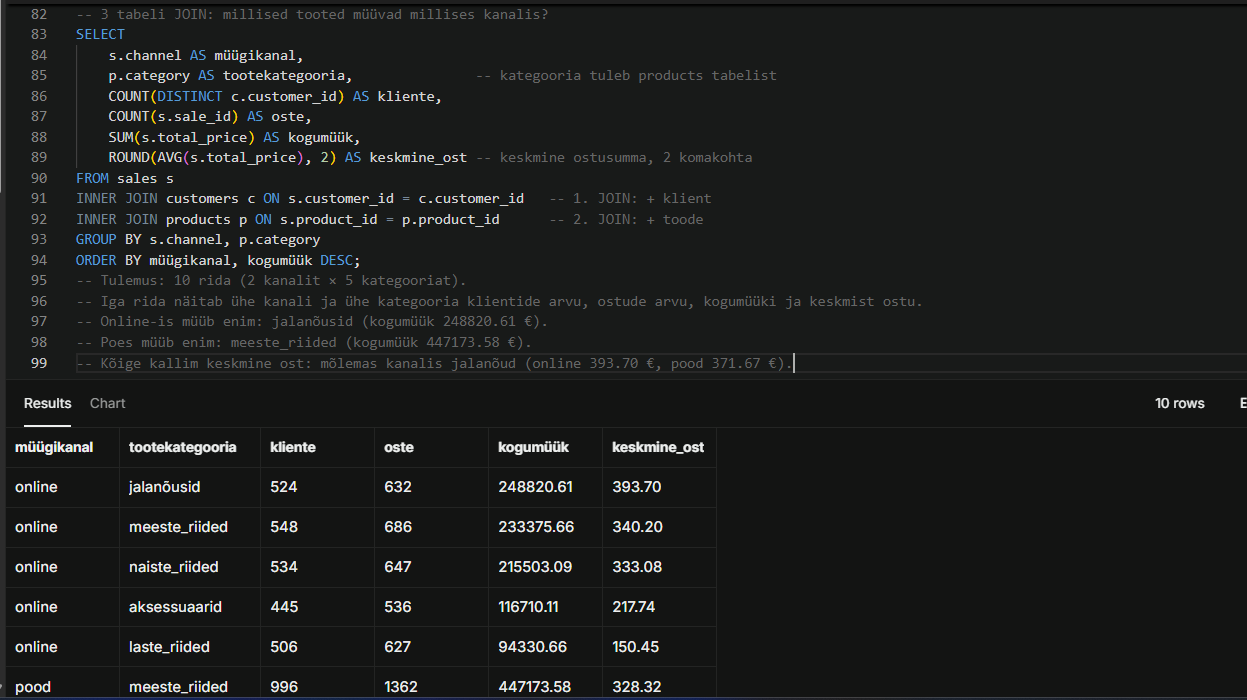 82 -- 3 tabeli JOIN: millised tooted müüvad millises kanalis?
83 SELECT
84 s.channel AS müügikanal,
85 p.category AS tootekategooria, -- kategooria tuleb products tabelist
86 COUNT(DISTINCT c.customer_id) AS kliente,
87 COUNT(s.sale_id) AS oste,
88 SUM(s.total_price) AS kogumüük,
89 ROUND(AVG(s.total_price), 2) AS keskmine_ost -- keskmine ostusumma, 2 komakohta
90 FROM sales s
91 INNER JOIN customers c ON s.customer_id = c.customer_id -- 1. JOIN: + klient
92 INNER JOIN products p ON s.product_id = p.product_id -- 2. JOIN: + toode
93 GROUP BY s.channel, p.category
94 ORDER BY müügikanal, kogumüük DESC;
95 -- Tulemus: 10 rida (2 kanalit × 5 kategooriat).
96 -- Iga rida näitab ühe kanali ja ühe kategooria klientide arvu, ostude arvu, kogumüüki ja keskmist ostu.
97 -- Online-is müüb enim: jalanõusid (kogumüük 248820.61 €).
98 -- Poes müüb enim: meeste_riided (kogumüük 447173.58 €).
99 -- Kõige kallim keskmine ost: mõlemas kanalis jalanõud (online 393.70 €, pood 371.67 €).
Results Chart 10 rows E
müügikanal tootekategooria kliente oste kogumüük keskmine_ost
online jalanõusid 524 632 248820.61 393.70
online meeste_riided 548 686 233375.66 340.20
online naiste_riided 534 647 215503.09 333.08
online aksessuaarid 445 536 116710.11 217.74
online laste_riided 506 627 94330.66 150.45
pood meeste_riided 996 1362 447173.58 328.32